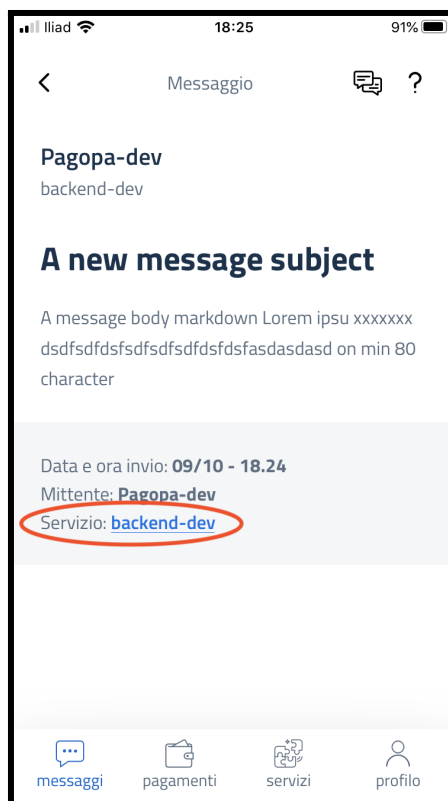 Iliad 18:25 91%
Messaggio ?
Pagopa-dev
backend-dev
A new message subject
A message body markdown Lorem ipsu xxxxxxx
dsdfsdfdsfsdfsdfsdfdsfdsfasdasdasd on min 80
character
Data e ora invio: 09/10 - 18.24
Mittente: Pagopa-dev
Servizio: backend-dev
messaggi pagamenti servizi profilo